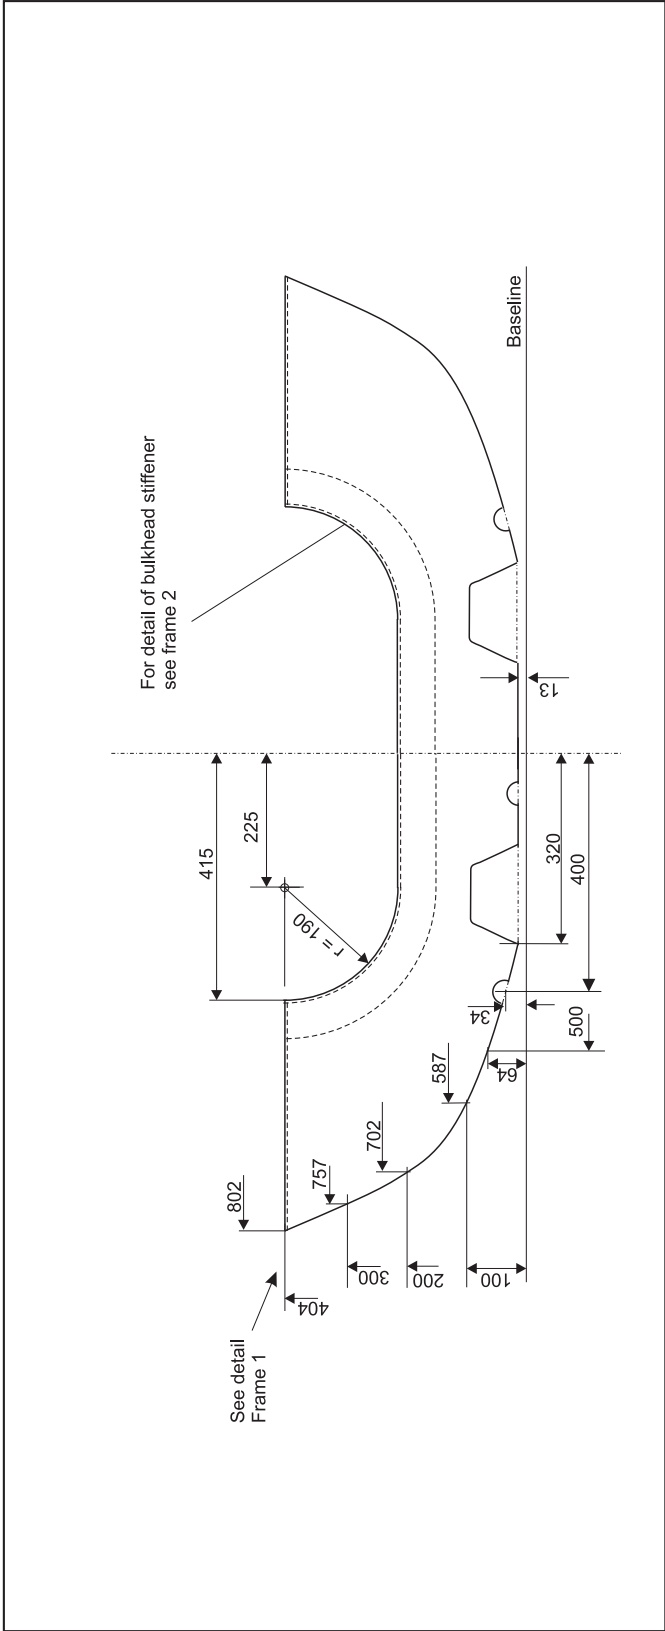 See detail
Frame 1
For detail of bulkhead stiffener
see frame 2
415
225
r = 190
802
757
702
587
500
404
300
200
100
64
34
13
320
400
Baseline